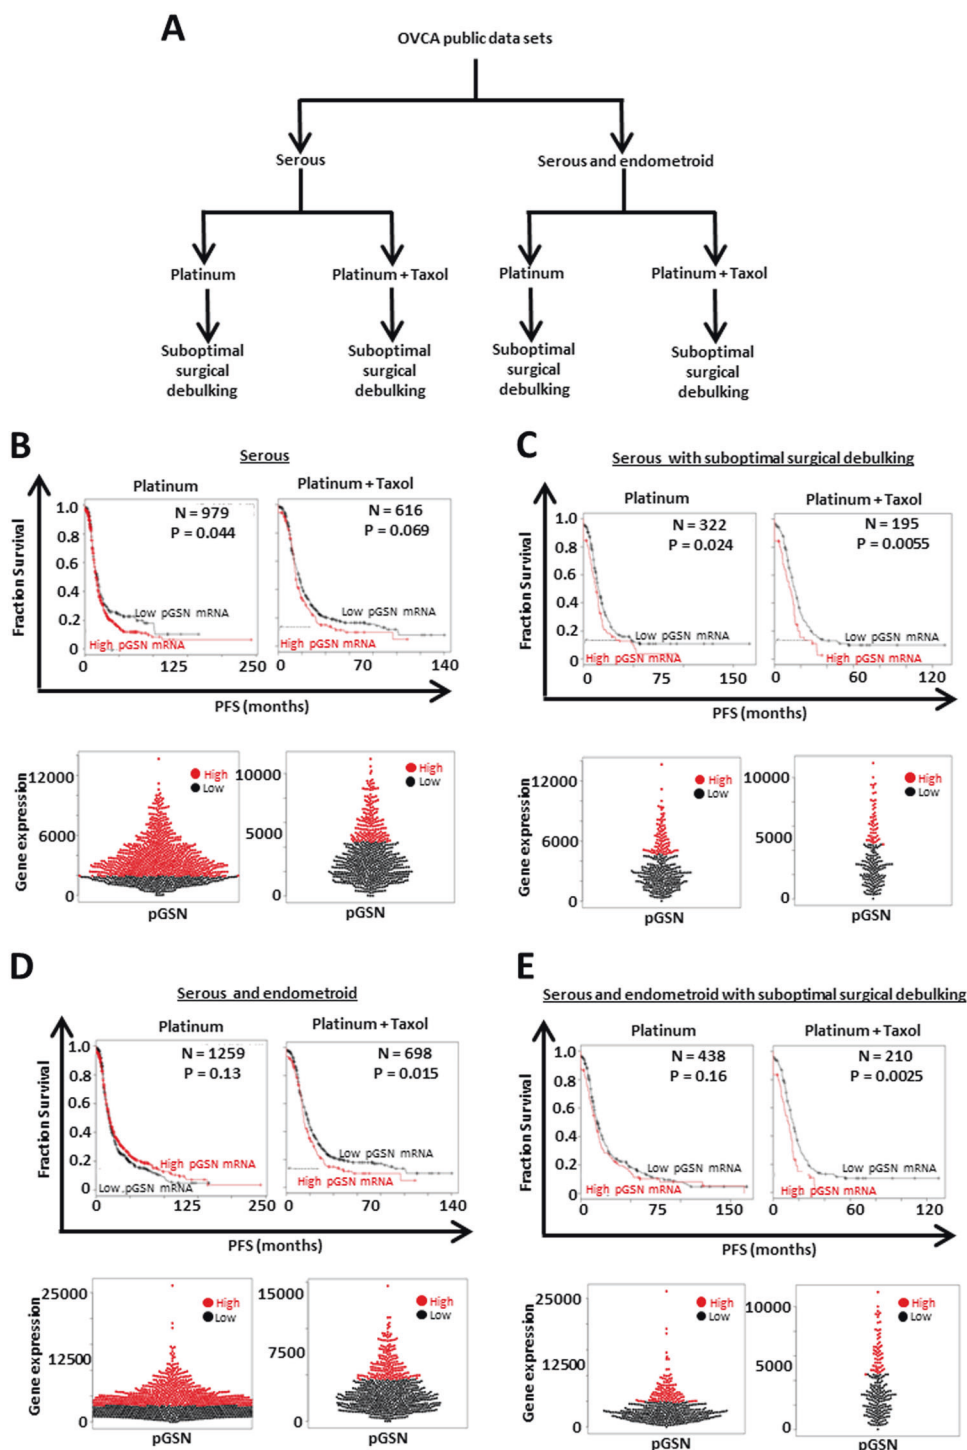 A
OVCA public data sets
Serous
Serous and endometroid
Platinum
Platinum + Taxol
Platinum
Platinum + Taxol
Suboptimal
surgical
debulking
Suboptimal
surgical
debulking
Suboptimal
surgical
debulking
Suboptimal
surgical
debulking
B
Serous
Platinum
Platinum + Taxol
Fraction Survival
1.0
0.8
0.6
0.4
0.2
0
N = 979
P = 0.044
Low pGSN mRNA
High pGSN mRNA
0
125
250
N = 616
P = 0.069
Low pGSN mRNA
High pGSN mRNA
0
70
140
PFS (months)
Gene expression
12000
6000
0
High
Low
pGSN
10000
5000
0
High
Low
pGSN
C
Serous with suboptimal surgical debulking
Platinum
Platinum + Taxol
Fraction Survival
1.0
0.8
0.6
0.4
0.2
0
N = 322
P = 0.024
Low pGSN mRNA
High pGSN mRNA
0
75
150
N = 195
P = 0.0055
Low pGSN mRNA
High pGSN mRNA
0
60
120
PFS (months)
Gene expression
12000
6000
0
High
Low
pGSN
10000
5000
0
High
Low
pGSN
D
Serous and endometroid
Platinum
Platinum + Taxol
Fraction Survival
1.0
0.8
0.6
0.4
0.2
0
N = 1259
P = 0.13
High pGSN mRNA
Low pGSN mRNA
0
125
250
N = 698
P = 0.015
Low pGSN mRNA
High pGSN mRNA
0
70
140
PFS (months)
Gene expression
25000
12500
0
High
Low
pGSN
15000
7500
0
High
Low
pGSN
E
Serous and endometroid with suboptimal surgical debulking
Platinum
Platinum + Taxol
Fraction Survival
1.0
0.8
0.6
0.4
0.2
0
N = 438
P = 0.16
Low pGSN mRNA
High pGSN mRNA
0
75
150
N = 210
P = 0.0025
Low pGSN mRNA
High pGSN mRNA
0
60
120
PFS (months)
Gene expression
25000
12500
0
High
Low
pGSN
10000
5000
0
High
Low
pGSN